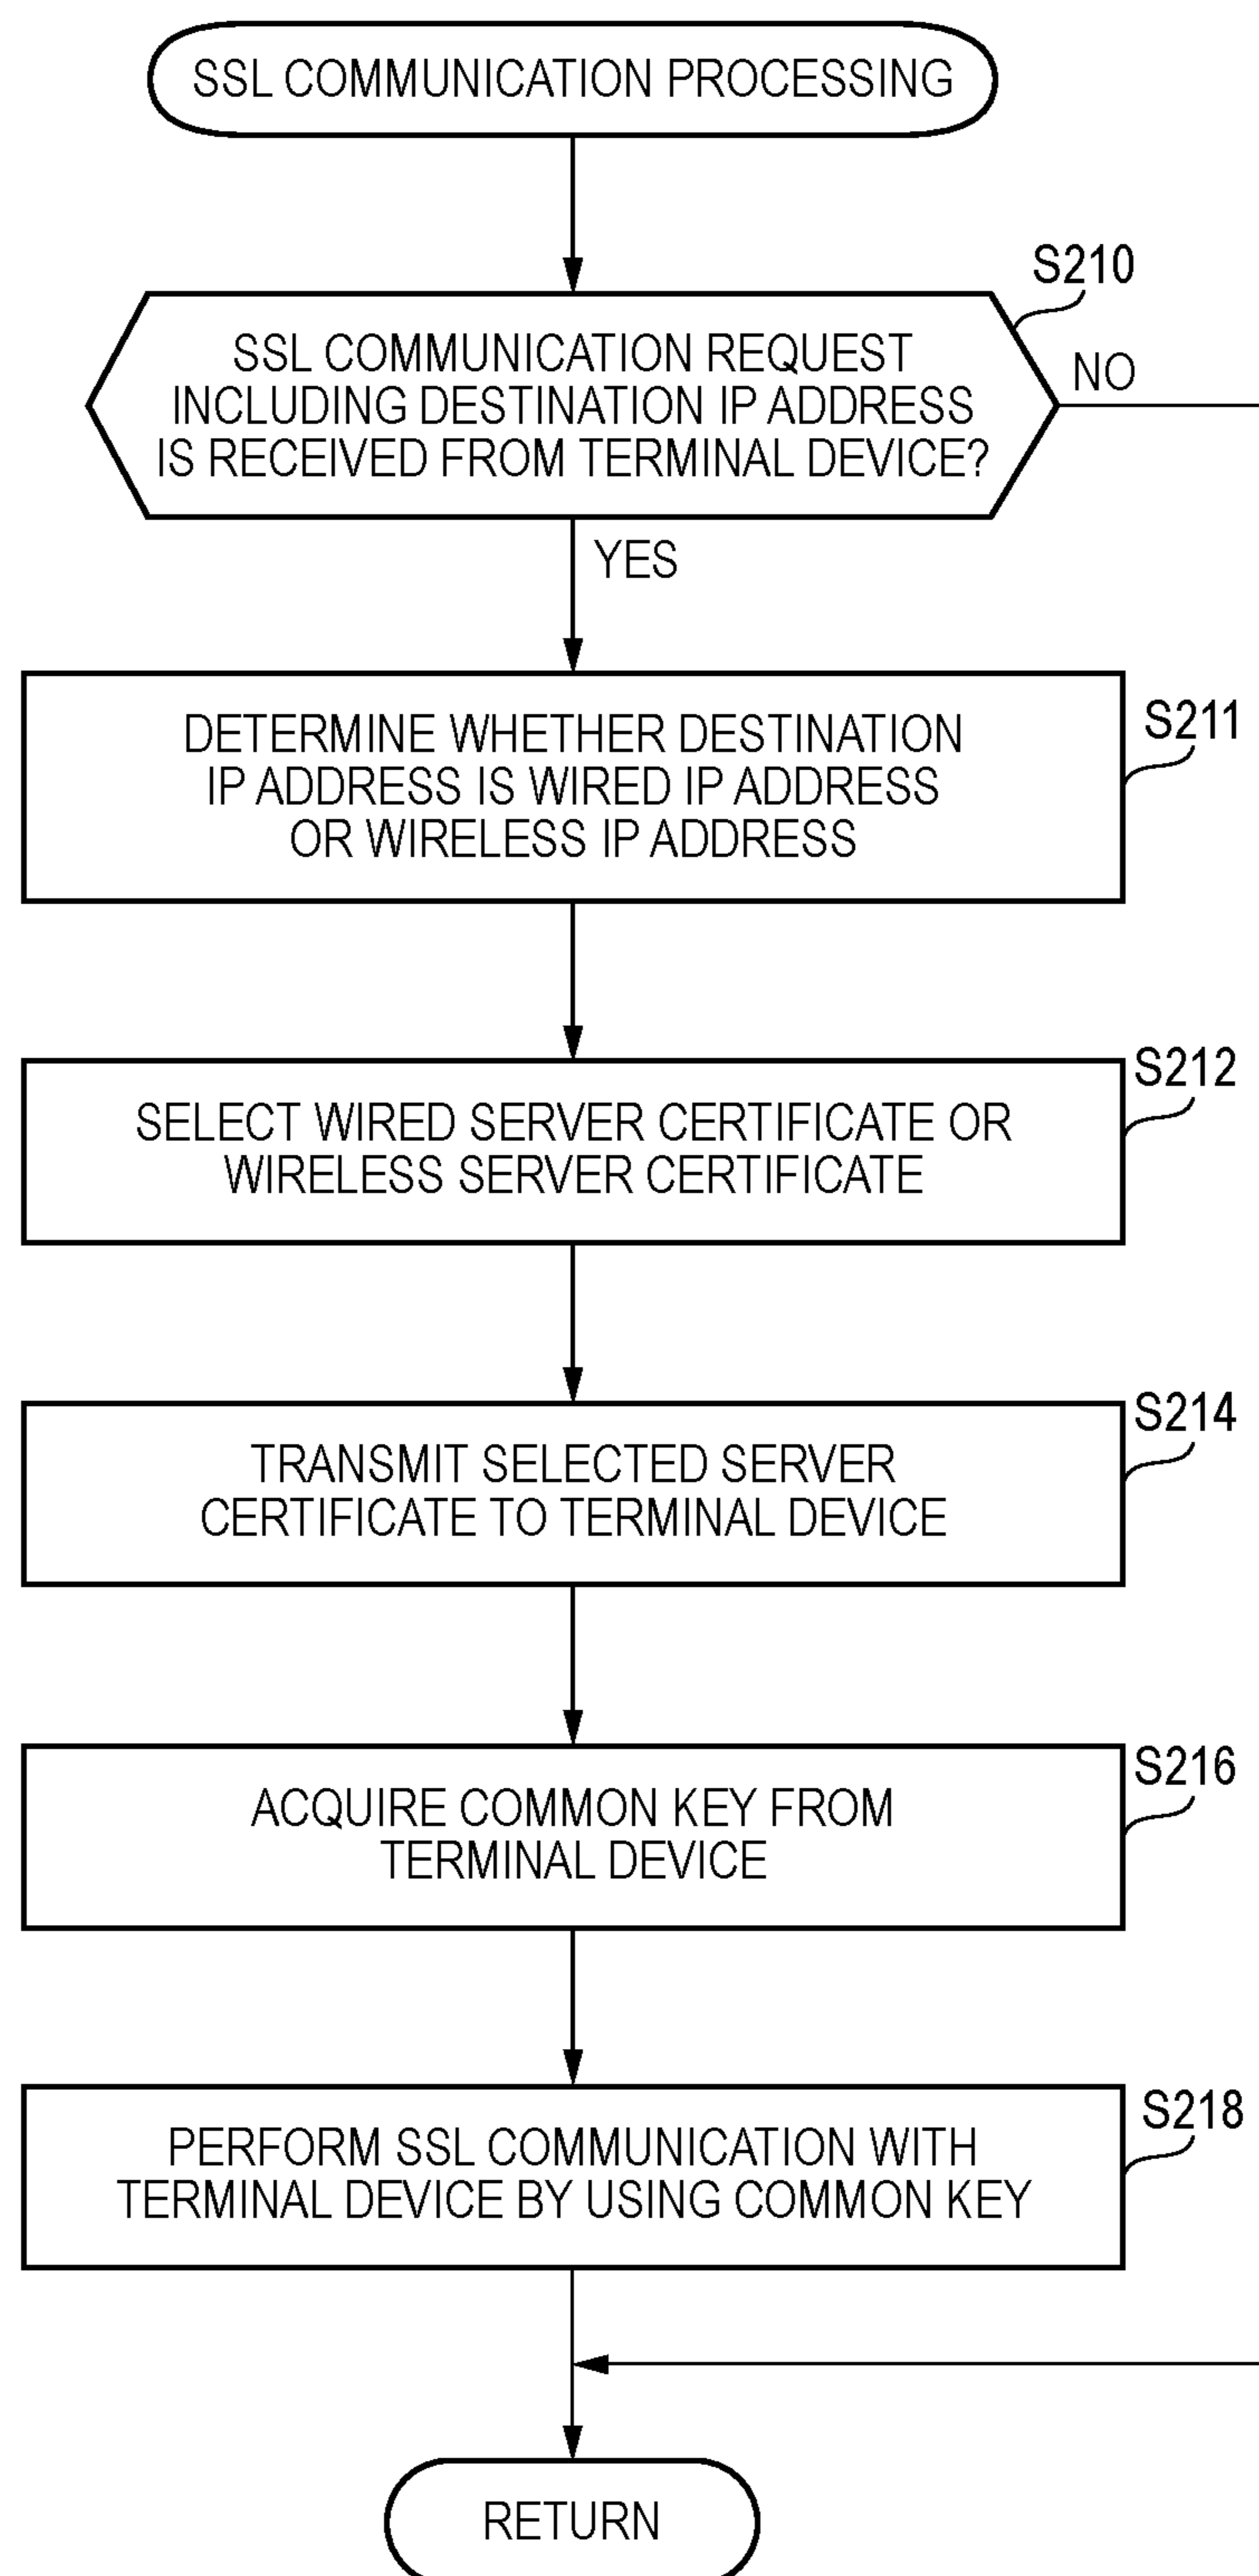 SSL COMMUNICATION PROCESSING
S210
SSL COMMUNICATION REQUEST
INCLUDING DESTINATION IP ADDRESS
IS RECEIVED FROM TERMINAL DEVICE?
NO
YES
S211
DETERMINE WHETHER DESTINATION
IP ADDRESS IS WIRED IP ADDRESS
OR WIRELESS IP ADDRESS
S212
SELECT WIRED SERVER CERTIFICATE OR
WIRELESS SERVER CERTIFICATE
S214
TRANSMIT SELECTED SERVER
CERTIFICATE TO TERMINAL DEVICE
S216
ACQUIRE COMMON KEY FROM
TERMINAL DEVICE
S218
PERFORM SSL COMMUNICATION WITH
TERMINAL DEVICE BY USING COMMON KEY
RETURN